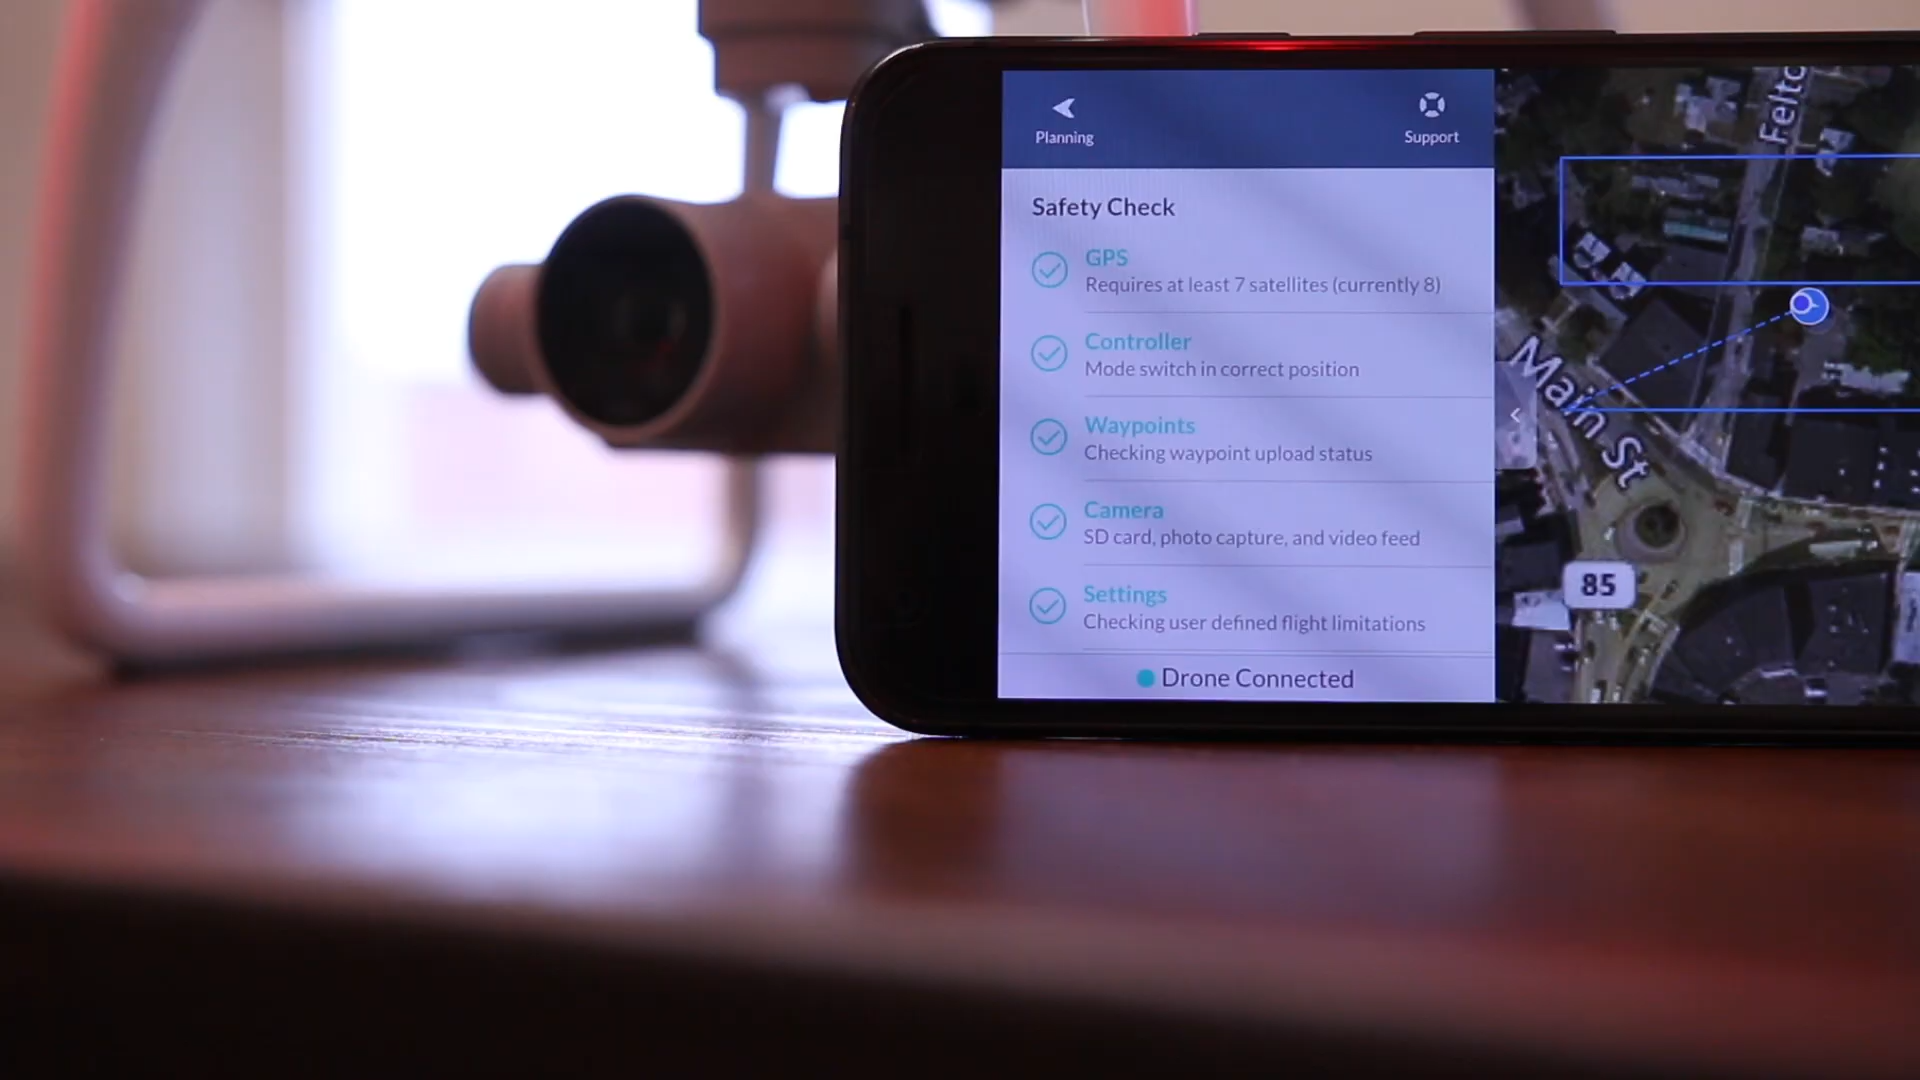 Planning
Support
Safety Check
GPS
Requires at least 7 satellites (currently 8)
Controller
Mode switch in correct position
Waypoints
Checking waypoint upload status
Camera
SD card, photo capture, and video feed
Settings
Checking user defined flight limitations
Drone Connected
Main St
85